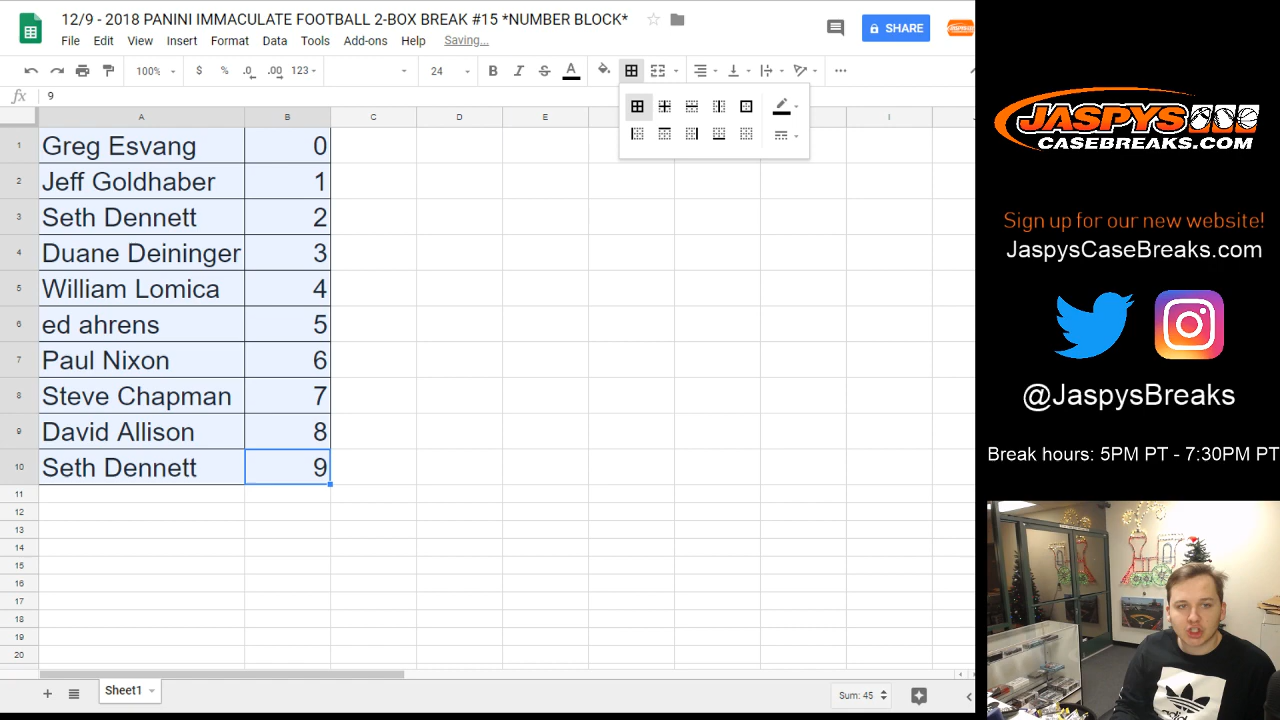 12/9 - 2018 PANINI IMMACULATE FOOTBALL 2-BOX BREAK #15 *NUMBER BLOCK*
File Edit View Insert Format Data Tools Add-ons Help Saving...
SHARE
100% $ % .0 .00 123 24 B I S A
fx 9
A B C D E I
1 Greg Esvang 0
2 Jeff Goldhaber 1
3 Seth Dennett 2
4 Duane Deininger 3
5 William Lomica 4
6 ed ahrens 5
7 Paul Nixon 6
8 Steve Chapman 7
9 David Allison 8
10 Seth Dennett 9
11
12
13
14
15
16
17
18
19
20
Sheet1
Sum: 45
JASPYS
CASEBREAKS.COM
Sign up for our new website!
JaspysCaseBreaks.com
@JaspysBreaks
Break hours: 5PM PT - 7:30PM PT
adidas